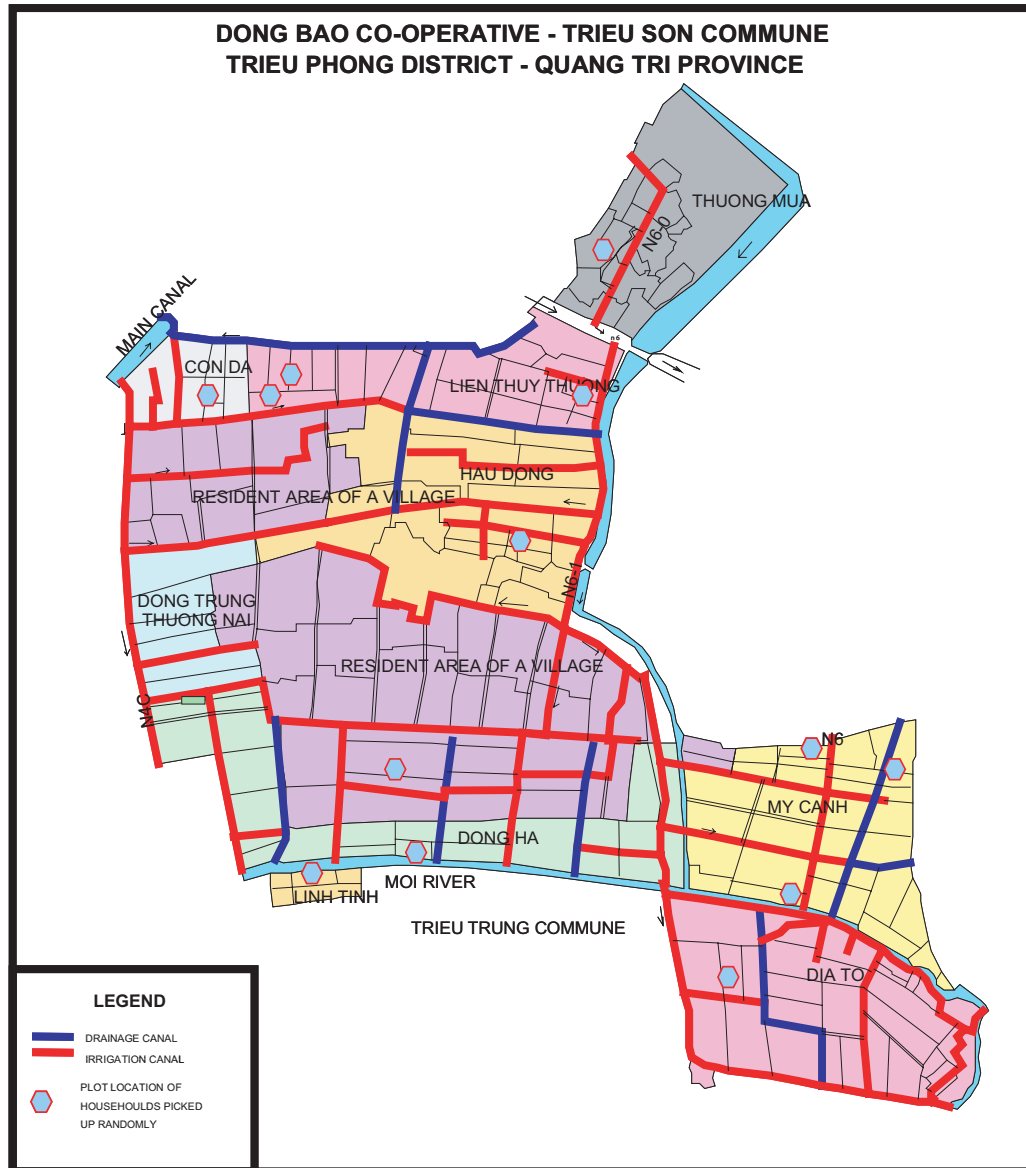 DONG BAO CO-OPERATIVE - TRIEU SON COMMUNE
TRIEU PHONG DISTRICT - QUANG TRI PROVINCE
THUONG MUA
N6-0
MAIN CANAL
n6
CON DA
LIEN THUY THUONG
HAU DONG
RESIDENT AREA OF A VILLAGE
N6-1
DONG TRUNG
THUONG NAI
RESIDENT AREA OF A VILLAGE
N4C
N6
MY CANH
DONG HA
MOI RIVER
LINH TINH
TRIEU TRUNG COMMUNE
DIA TO
LEGEND
DRAINAGE CANAL
IRRIGATION CANAL
PLOT LOCATION OF
HOUSEHOULDS PICKED
UP RANDOMLY